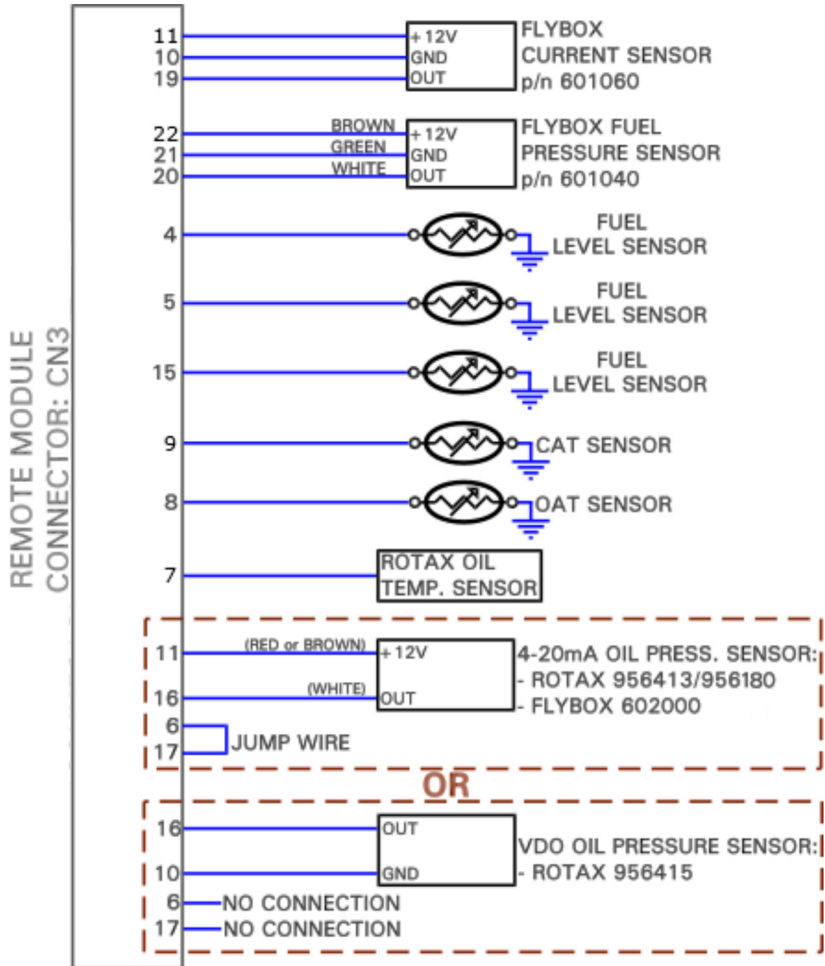 REMOTE MODULE
CONNECTOR: CN3
11
+12V
FLYBOX
10
GND
CURRENT SENSOR
19
OUT
p/n 601060
22
BROWN
+12V
FLYBOX FUEL
21
GREEN
GND
PRESSURE SENSOR
20
WHITE
OUT
p/n 601040
4
FUEL
LEVEL SENSOR
5
FUEL
LEVEL SENSOR
15
FUEL
LEVEL SENSOR
9
CAT SENSOR
8
OAT SENSOR
7
ROTAX OIL
TEMP. SENSOR
11
(RED or BROWN)
+12V
4-20mA OIL PRESS. SENSOR:
- ROTAX 956413/956180
16
(WHITE)
OUT
- FLYBOX 602000
6
17
JUMP WIRE
OR
16
OUT
VDO OIL PRESSURE SENSOR:
10
GND
- ROTAX 956415
6
NO CONNECTION
17
NO CONNECTION